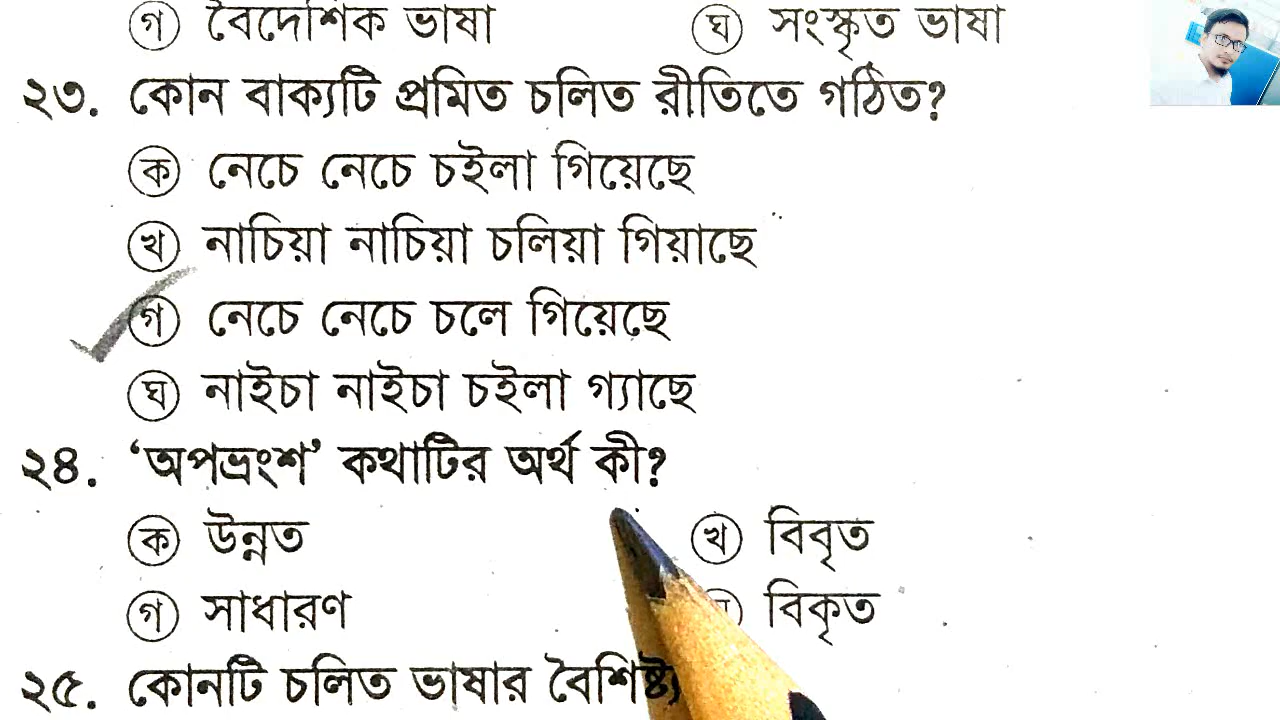 গ বৈদেশিক ভাষা ঘ সংস্কৃত ভাষা
২৩. কোন বাক্যটি প্রমিত চলিত রীতিতে গঠিত?
ক নেচে নেচে চইলা গিয়েছে
খ নাচিয়া নাচিয়া চলিয়া গিয়াছে
গ নেচে নেচে চলে গিয়েছে
ঘ নাইচা নাইচা চইলা গ্যাছে
২৪. ‘অপভ্রংশ’ কথাটির অর্থ কী?
ক উন্নত খ বিবৃত
গ সাধারণ বিকৃত
২৫. কোনটি চলিত ভাষার বৈশিষ্ট্য